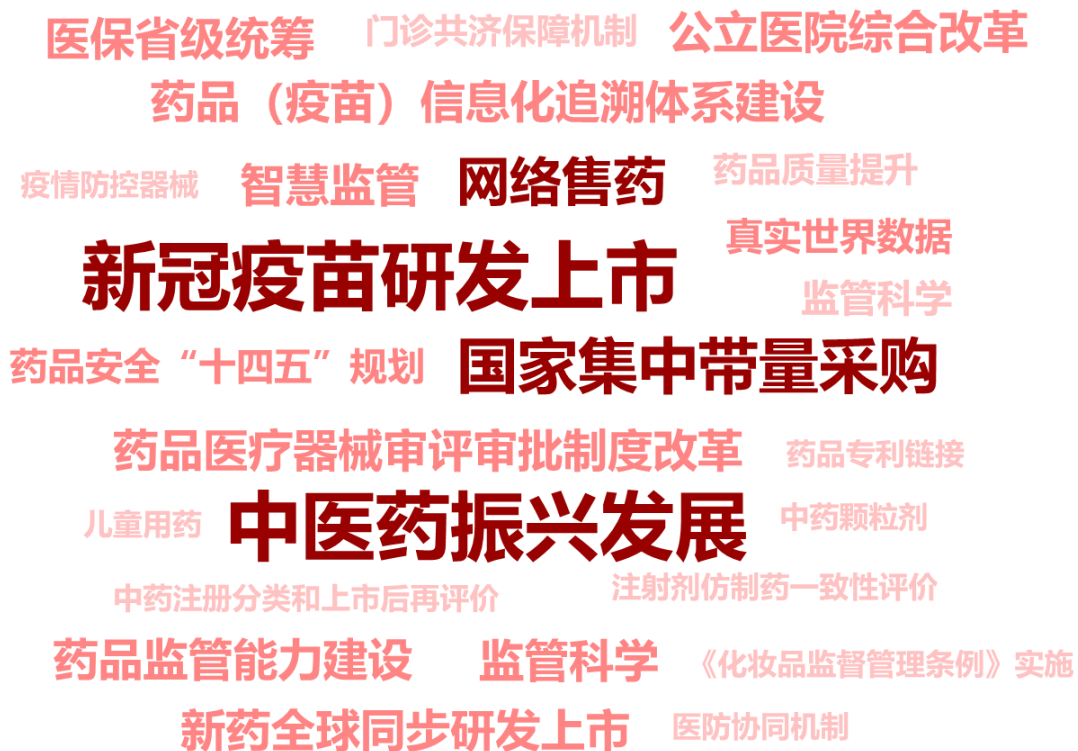 医保省级统筹 门诊共济保障机制 公立医院综合改革
药品（疫苗）信息化追溯体系建设
疫情防控器械 智慧监管 网络售药 药品质量提升
真实世界数据
新冠疫苗研发上市
监管科学
药品安全“十四五”规划 国家集中带量采购
药品医疗器械审评审批制度改革 药品专利链接
儿童用药 中医药振兴发展 中药颗粒剂
中药注册分类和上市后再评价 注射剂仿制药一致性评价
药品监管能力建设 监管科学 《化妆品监督管理条例》实施
新药全球同步研发上市 医防协同机制